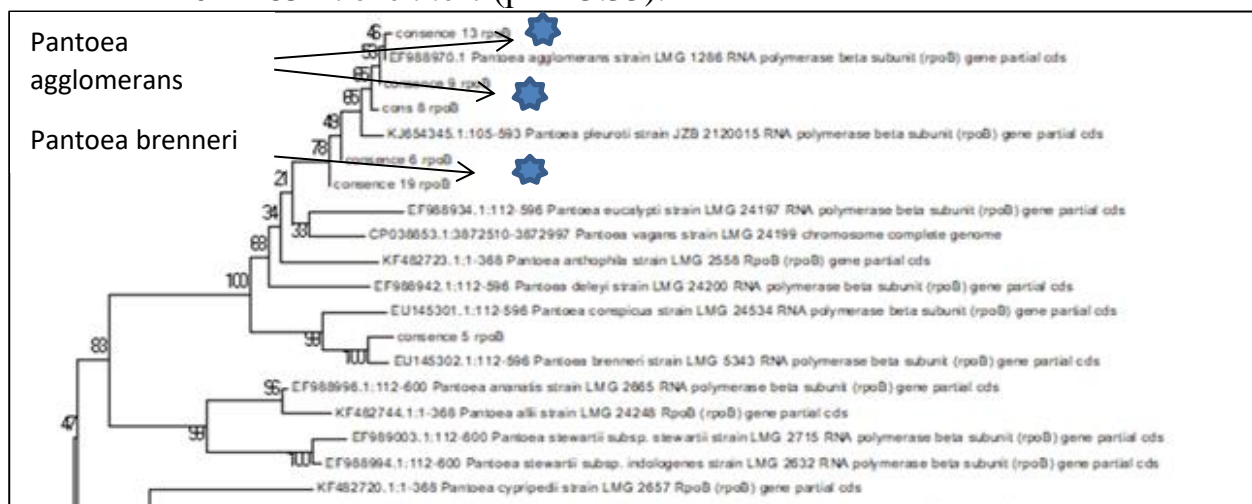 Pantoea
agglomerans
Pantoea brenneri
46
consence 13 rpoB
EF988970.1 Pantoea agglomerans strain LMG 1286 RNA polymerase beta subunit (rpoB) gene partial cds
consence 9 rpoB
65
cons 8 rpoB
49
KJ654345.1:105-593 Pantoea pleuroti strain JZB 2120015 RNA polymerase beta subunit (rpoB) gene partial cds
78
consence 6 rpoB
consence 19 rpoB
21
34
EF988934.1:112-596 Pantoea eucalypti strain LMG 24197 RNA polymerase beta subunit (rpoB) gene partial cds
33
CP038853.1:3872510-3872997 Pantoea vagans strain LMG 24199 chromosome complete genome
KF482723.1:1-368 Pantoea anthophila strain LMG 2558 RpoB (rpoB) gene partial cds
100
EF988942.1:112-596 Pantoea deleyi strain LMG 24200 RNA polymerase beta subunit (rpoB) gene partial cds
EU145301.1:112-596 Pantoea conspicua strain LMG 24534 RNA polymerase beta subunit (rpoB) gene partial cds
consence 5 rpoB
83
100
EU145302.1:112-596 Pantoea brenneri strain LMG 5343 RNA polymerase beta subunit (rpoB) gene partial cds
96
EF988996.1:112-600 Pantoea ananatis strain LMG 2665 RNA polymerase beta subunit (rpoB) gene partial cds
KF482744.1:1-368 Pantoea allii strain LMG 24248 RpoB (rpoB) gene partial cds
47
EF989003.1:112-600 Pantoea stewartii subsp. stewartii strain LMG 2715 RNA polymerase beta subunit (rpoB) gene partial cds
100
EF988994.1:112-600 Pantoea stewartii subsp. indologenes strain LMG 2632 RNA polymerase beta subunit (rpoB) gene partial cds
KF482720.1:1-368 Pantoea cypripedii strain LMG 2657 RpoB (rpoB) gene partial cds